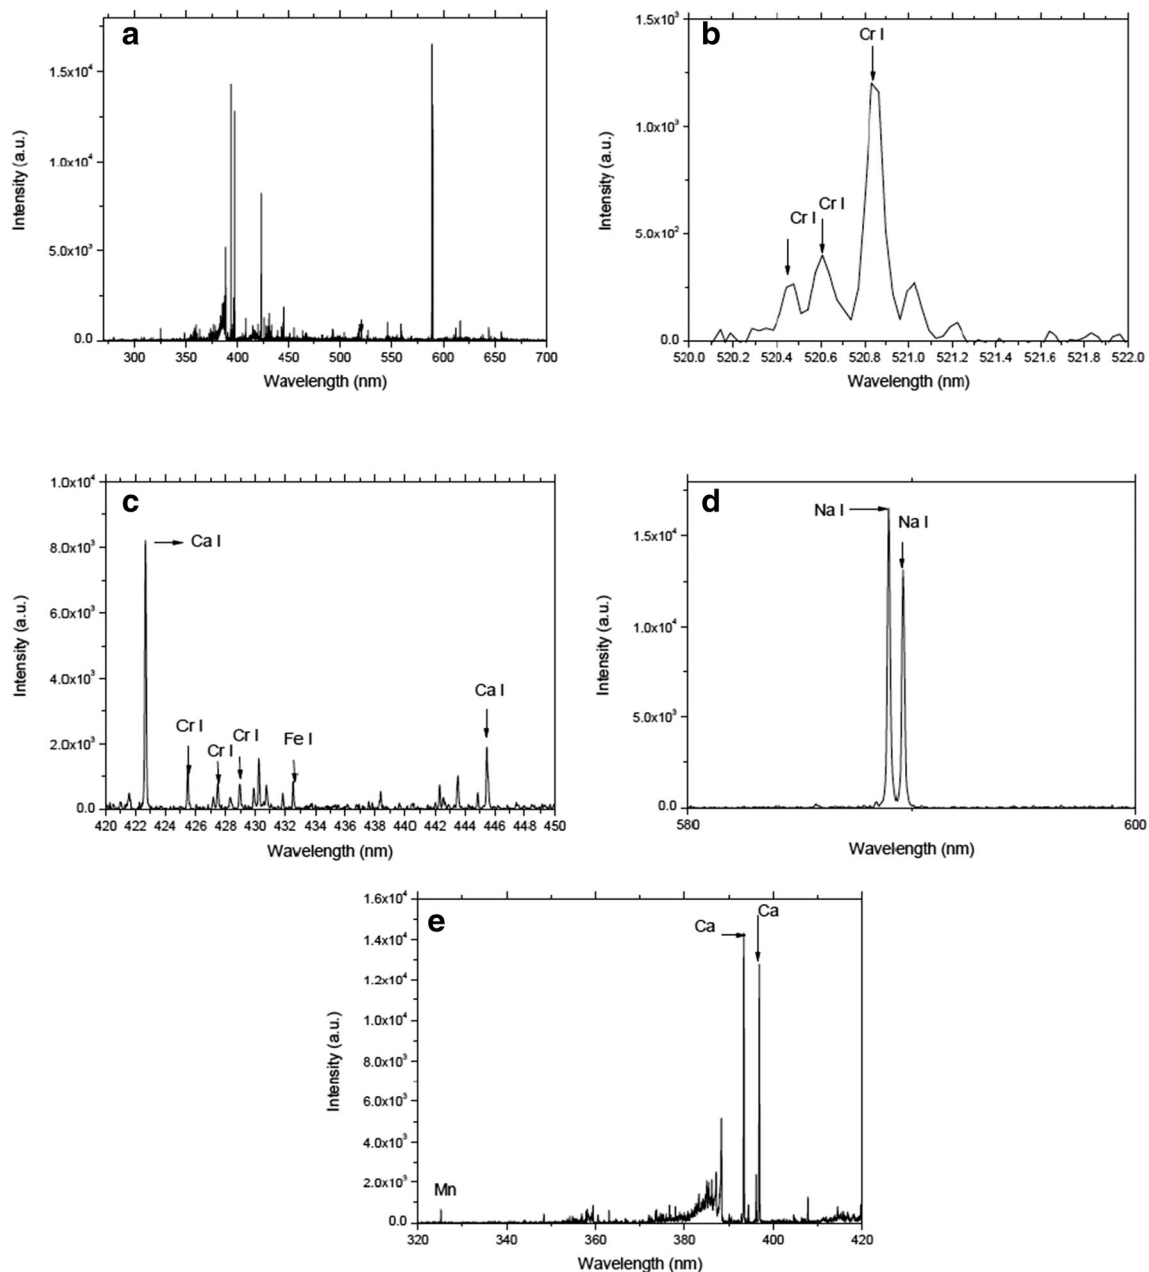 a
Intensity (a.u.)
1.5x10⁴
1.0x10⁴
5.0x10³
0.0
300 350 400 450 500 550 600 650 700
Wavelength (nm)
b
Intensity (a.u.)
1.5x10³
1.0x10³
5.0x10²
0.0
Cr I
Cr I
Cr I
520.0 520.2 520.4 520.6 520.8 521.0 521.2 521.4 521.6 521.8 522.0
Wavelength (nm)
c
Intensity (a.u.)
1.0x10⁴
8.0x10³
6.0x10³
4.0x10³
2.0x10³
0.0
Ca I
Cr I
Cr I
Cr I
Fe I
Ca I
420 422 424 426 428 430 432 434 436 438 440 442 444 446 448 450
Wavelength (nm)
d
Intensity (a.u.)
1.5x10⁴
1.0x10⁴
5.0x10³
0.0
Na I
Na I
580 600
Wavelength (nm)
e
Intensity (a.u.)
1.6x10⁴
1.4x10⁴
1.2x10⁴
1.0x10⁴
8.0x10³
6.0x10³
4.0x10³
2.0x10³
0.0
Ca
Ca
Mn
320 340 360 380 400 420
Wavelength (nm)